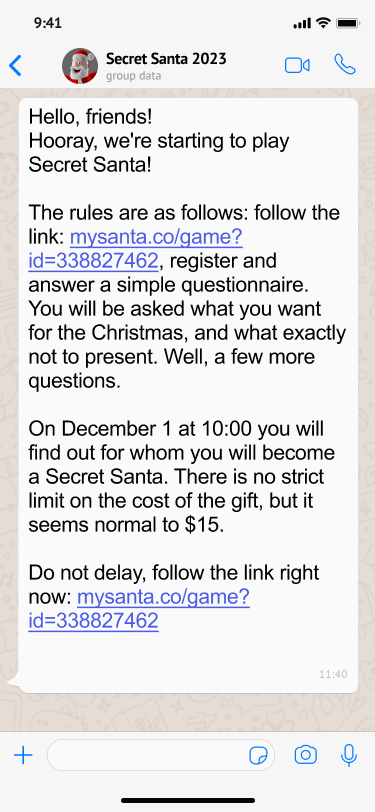 9:41
Secret Santa 2023
group data
Hello, friends!
Hooray, we're starting to play
Secret Santa!
The rules are as follows: follow the
link: mysanta.co/game?
id=338827462, register and
answer a simple questionnaire.
You will be asked what you want
for the Christmas, and what exactly
not to present. Well, a few more
questions.
On December 1 at 10:00 you will
find out for whom you will become
a Secret Santa. There is no strict
limit on the cost of the gift, but it
seems normal to $15.
Do not delay, follow the link right
now: mysanta.co/game?
id=338827462
11:40